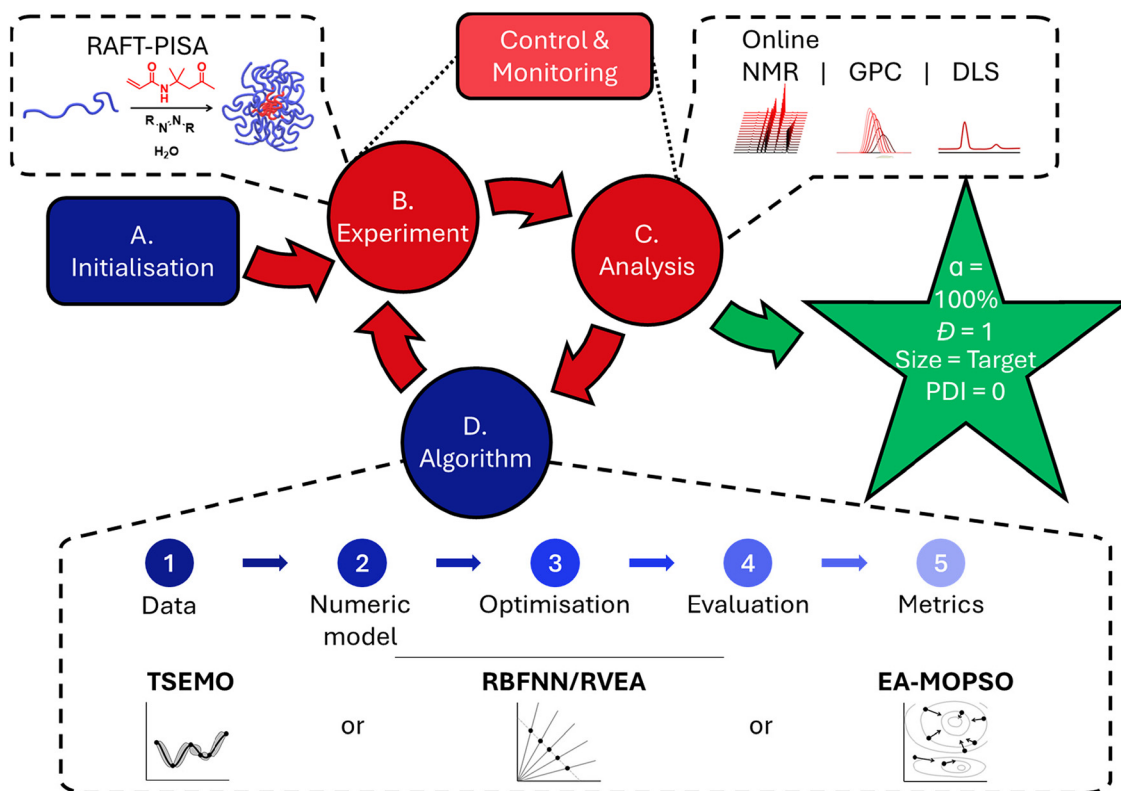 RAFT-PISA
O
N
H
O
R
N
N
R
H₂O
Control &
Monitoring
Online
NMR | GPC | DLS
A.
Initialisation
B.
Experiment
C.
Analysis
α =
100%
Đ = 1
Size = Target
PDI = 0
D.
Algorithm
1
2
3
4
5
Data
Numeric
model
Optimisation
Evaluation
Metrics
TSEMO
or
RBFNN/RVEA
or
EA-MOPSO